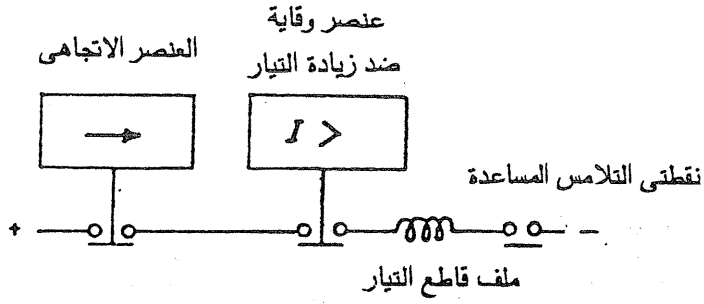 عنصر وقاية
ضد زيادة التيار
العنصر الاتجاهى
I >
نقطتى التلامس المساعدة
+
−
ملف قاطع التيار